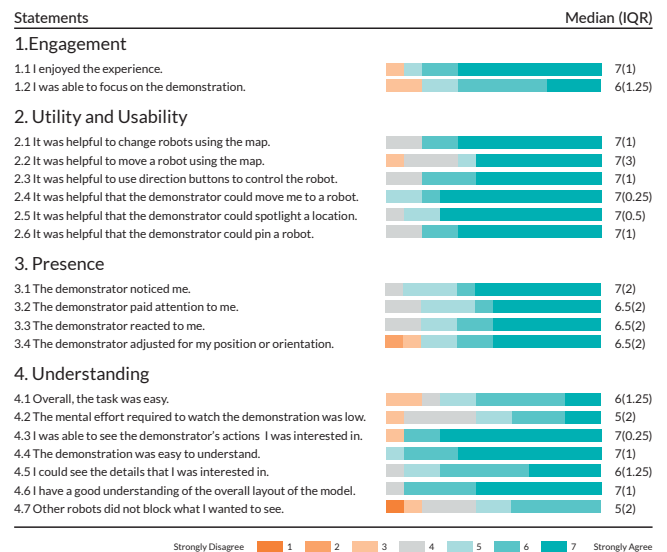 Statements Median (IQR)
1.Engagement
1.1 I enjoyed the experience. 7(1)
1.2 I was able to focus on the demonstration. 6(1.25)
2. Utility and Usability
2.1 It was helpful to change robots using the map. 7(1)
2.2 It was helpful to move a robot using the map. 7(3)
2.3 It was helpful to use direction buttons to control the robot. 7(1)
2.4 It was helpful that the demonstrator could move me to a robot. 7(0.25)
2.5 It was helpful that the demonstrator could spotlight a location. 7(0.5)
2.6 It was helpful that the demonstrator could pin a robot. 7(1)
3. Presence
3.1 The demonstrator noticed me. 7(2)
3.2 The demonstrator paid attention to me. 6.5(2)
3.3 The demonstrator reacted to me. 6.5(2)
3.4 The demonstrator adjusted for my position or orientation. 6.5(2)
4. Understanding
4.1 Overall, the task was easy. 6(1.25)
4.2 The mental effort required to watch the demonstration was low. 5(2)
4.3 I was able to see the demonstrator's actions I was interested in. 7(0.25)
4.4 The demonstration was easy to understand. 7(1)
4.5 I could see the details that I was interested in. 6(1.25)
4.6 I have a good understanding of the overall layout of the model. 7(1)
4.7 Other robots did not block what I wanted to see. 5(2)
Strongly Disagree 1 2 3 4 5 6 7 Strongly Agree